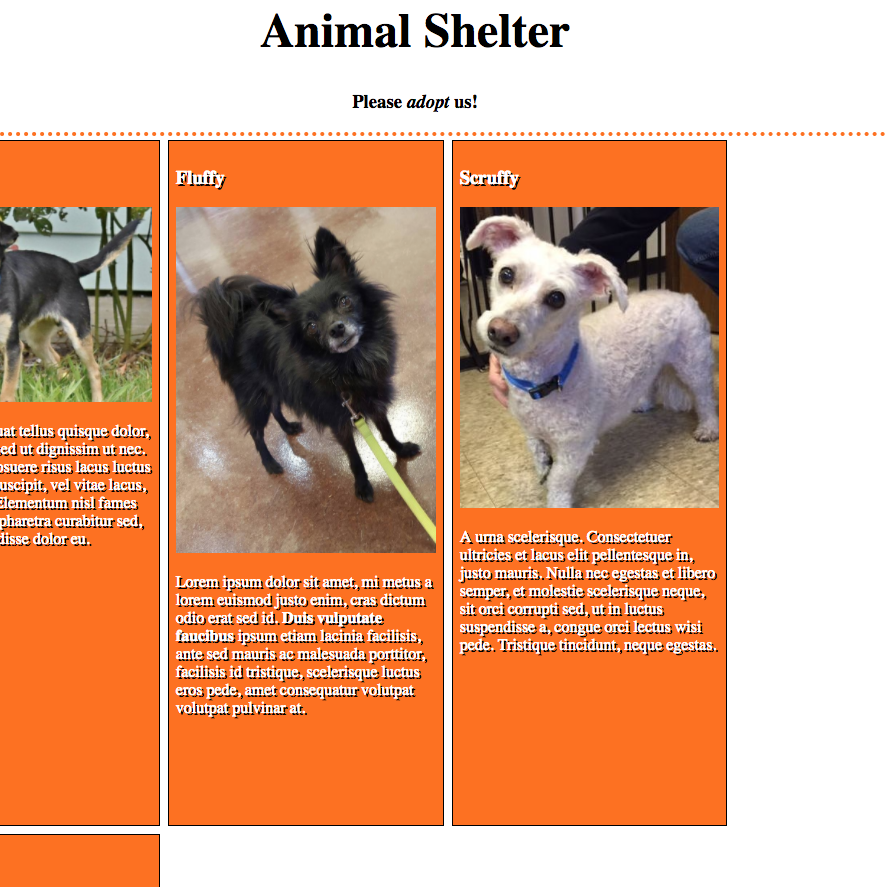 Animal Shelter
Please adopt us!
tellus quisque dolor,
ut dignissim ut nec.
risus lacus luctus
vel vitae lacus,
Elementum nisl fames
pharetra curabitur sed,
dolor eu.
Fluffy
Lorem ipsum dolor sit amet, mi metus a
lorem euismod justo enim, cras dictum
odio erat sed id. Duis vulputate
faucibus ipsum etiam lacinia facilisis,
ante sed mauris ac malesuada porttitor,
facilisis id tristique, scelerisque luctus
eros pede, amet consequatur volutpat
volutpat pulvinar at.
Scruffy
A urna scelerisque. Consectetuer
ultricies et lacus elit pellentesque in,
justo mauris. Nulla nec egestas et libero
semper, et molestie scelerisque neque,
sit orci corrupti sed, ut in luctus
suspendisse a, congue orci lectus wisi
pede. Tristique tincidunt, neque egestas.